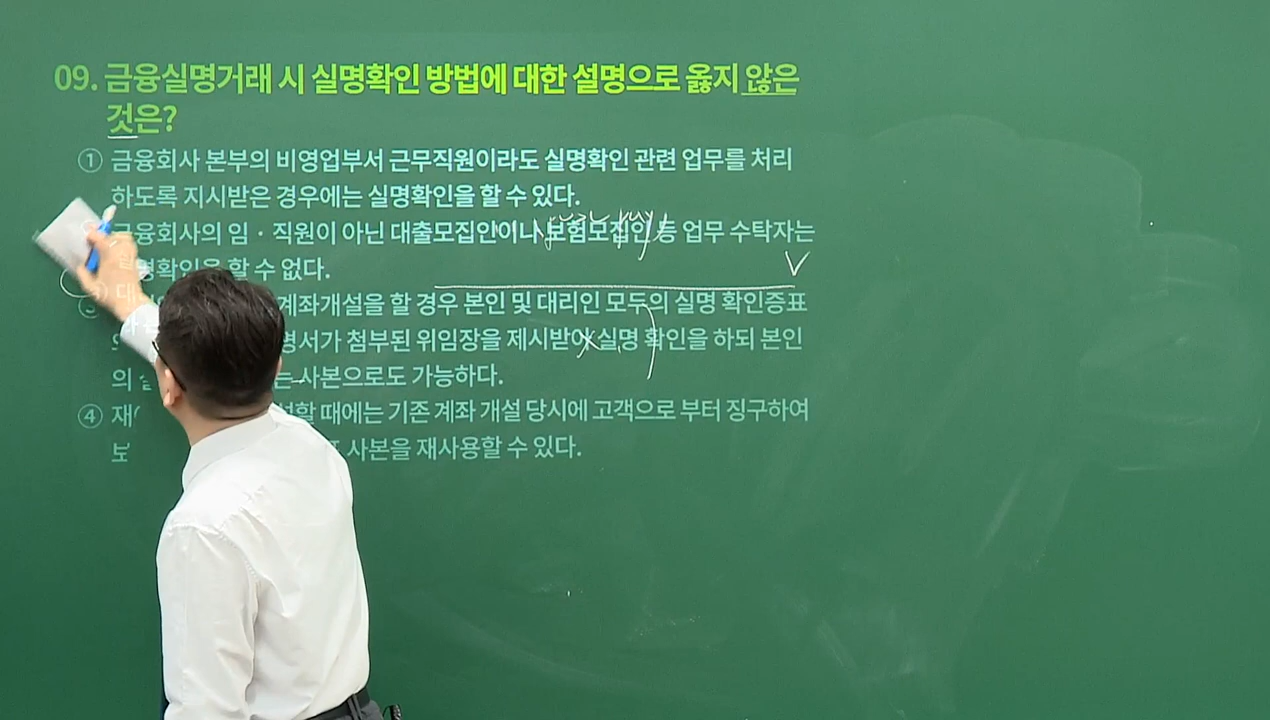 09. 금융실명거래 시 실명확인 방법에 대한 설명으로 옳지 않은
것은?
① 금융회사 본부의 비영업부서 근무직원이라도 실명확인 관련 업무를 처리
하도록 지시받은 경우에는 실명확인을 할 수 있다.
금융회사의 임 · 직원이 아닌 대출모집인이나 보험모집인 등 업무 수탁자는
실명확인을 할 수 없다.
③ 대 계좌개설을 할 경우 본인 및 대리인 모두의 실명 확인증표
첨부된 위임장을 제시받아 실명 확인을 하되 본인
의 사본으로도 가능하다.
④ 때에는 기존 계좌 개설 당시에 고객으로 부터 징구하여
사본을 재사용할 수 있다.